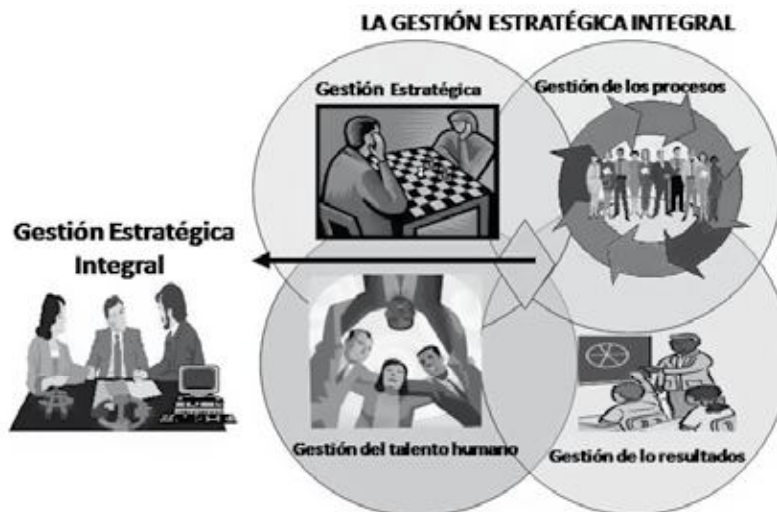 LA GESTIÓN ESTRATÉGICA INTEGRAL
Gestión Estratégica
Gestión de los procesos
Gestión Estratégica
Integral
Gestión del talento humano
Gestión de lo resultados